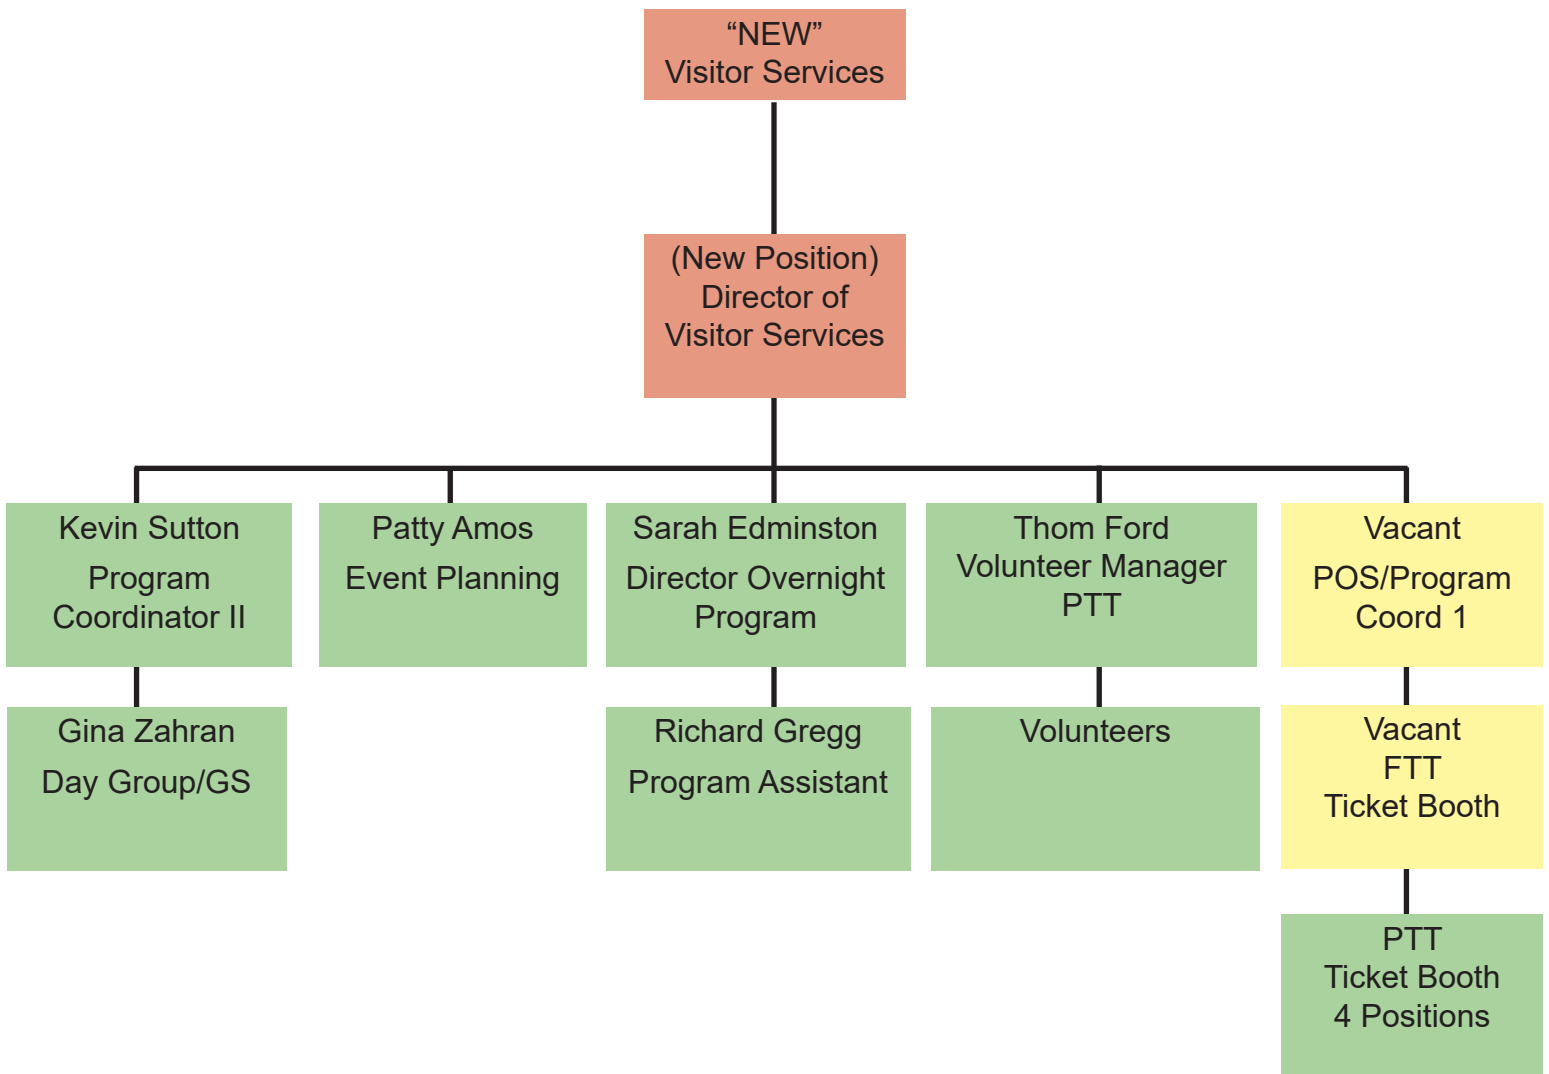 “NEW”
Visitor Services
(New Position)
Director of
Visitor Services
Kevin Sutton
Program
Coordinator II
Patty Amos
Event Planning
Sarah Edminston
Director Overnight
Program
Thom Ford
Volunteer Manager
PTT
Vacant
POS/Program
Coord 1
Gina Zahran
Day Group/GS
Richard Gregg
Program Assistant
Volunteers
Vacant
FTT
Ticket Booth
PTT
Ticket Booth
4 Positions